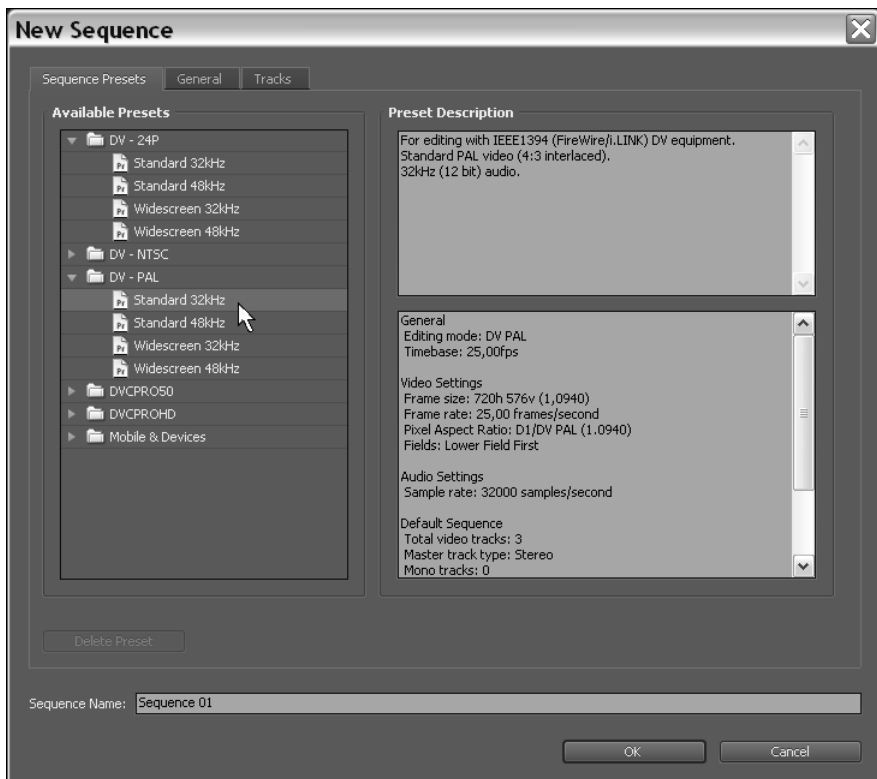 New Sequence
Sequence Presets
General
Tracks
Available Presets
DV - 24P
Standard 32kHz
Standard 48kHz
Widescreen 32kHz
Widescreen 48kHz
DV - NTSC
DV - PAL
Standard 32kHz
Standard 48kHz
Widescreen 32kHz
Widescreen 48kHz
DVCPRO50
DVCPROHD
Mobile & Devices
Preset Description
For editing with IEEE1394 (FireWire/i.LINK) DV equipment.
Standard PAL video (4:3 interlaced).
32kHz (12 bit) audio.
General
Editing mode: DV PAL
Timebase: 25,00fps
Video Settings
Frame size: 720h 576v (1,0940)
Frame rate: 25,00 frames/second
Pixel Aspect Ratio: D1/DV PAL (1.0940)
Fields: Lower Field First
Audio Settings
Sample rate: 32000 samples/second
Default Sequence
Total video tracks: 3
Master track type: Stereo
Mono tracks: 0
Delete Preset
Sequence Name: Sequence 01
OK
Cancel